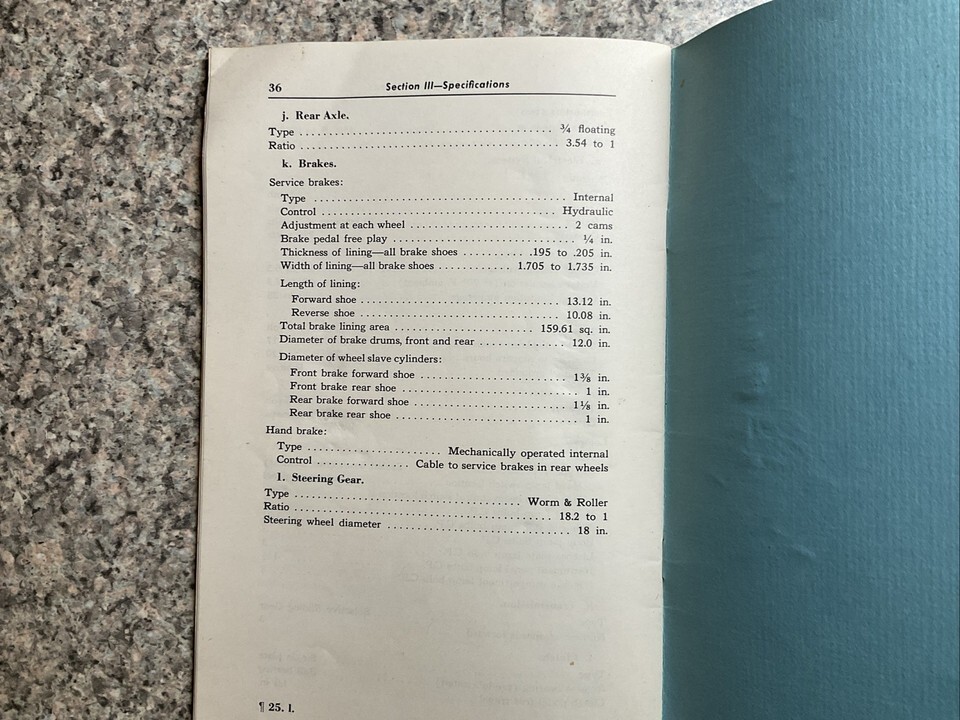 36 Section III—Specifications
j. Rear Axle.
Type ........ ¾ floating
Ratio ........ 3.54 to 1
k. Brakes.
Service brakes:
Type ........ Internal
Control ........ Hydraulic
Adjustment at each wheel ........ 2 cams
Brake pedal free play ........ ¼ in.
Thickness of lining—all brake shoes ........ .195 to .205 in.
Width of lining—all brake shoes ........ 1.705 to 1.735 in.
Length of lining:
Forward shoe ........ 13.12 in.
Reverse shoe ........ 10.08 in.
Total brake lining area ........ 159.61 sq. in.
Diameter of brake drums, front and rear ........ 12.0 in.
Diameter of wheel slave cylinders:
Front brake forward shoe ........ 1⅜ in.
Front brake rear shoe ........ 1 in.
Rear brake forward shoe ........ 1⅛ in.
Rear brake rear shoe ........ 1 in.
Hand brake:
Type ........ Mechanically operated internal
Control ........ Cable to service brakes in rear wheels
l. Steering Gear.
Type ........ Worm & Roller
Ratio ........ 18.2 to 1
Steering wheel diameter ........ 18 in.
¶ 25. l.